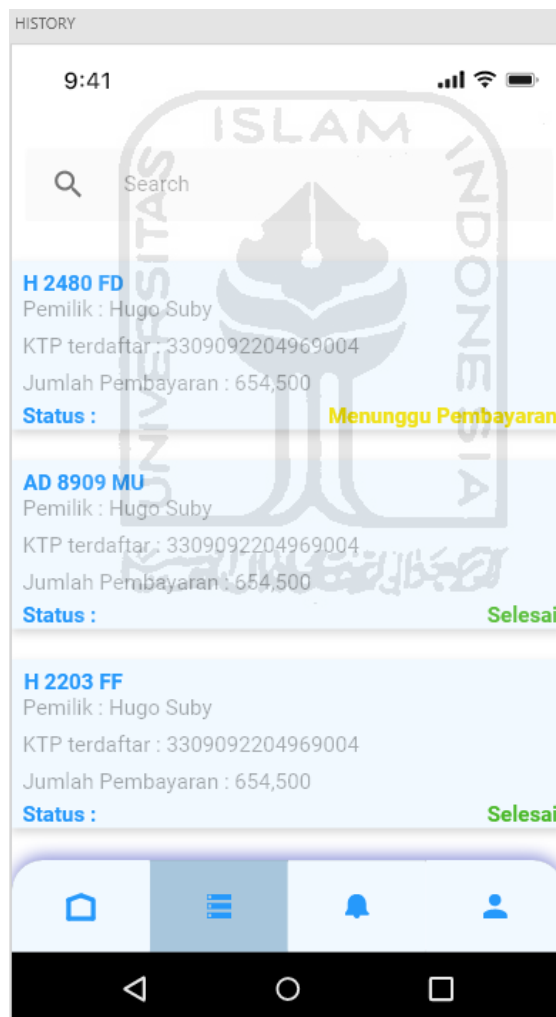 HISTORY
9:41
ISLAM
UNIVERSITAS
INDONESIA
Search
H 2480 FD
Pemilik : Hugo Suby
KTP terdaftar : 3309092204969004
Jumlah Pembayaran : 654,500
Status : Menunggu Pembayaran
AD 8909 MU
Pemilik : Hugo Suby
KTP terdaftar : 3309092204969004
Jumlah Pembayaran : 654,500
Status : Selesai
H 2203 FF
Pemilik : Hugo Suby
KTP terdaftar : 3309092204969004
Jumlah Pembayaran : 654,500
Status : Selesai